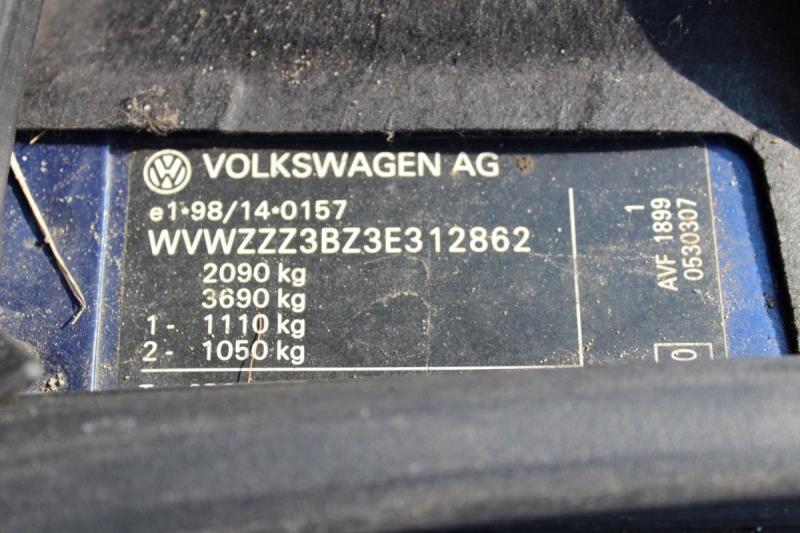 VOLKSWAGEN AG
e1*98/14*0157
WVWZZZ3BZ3E312862
2090 kg
3690 kg
1- 1110 kg
2- 1050 kg
1
AVF 1899
0530307
0